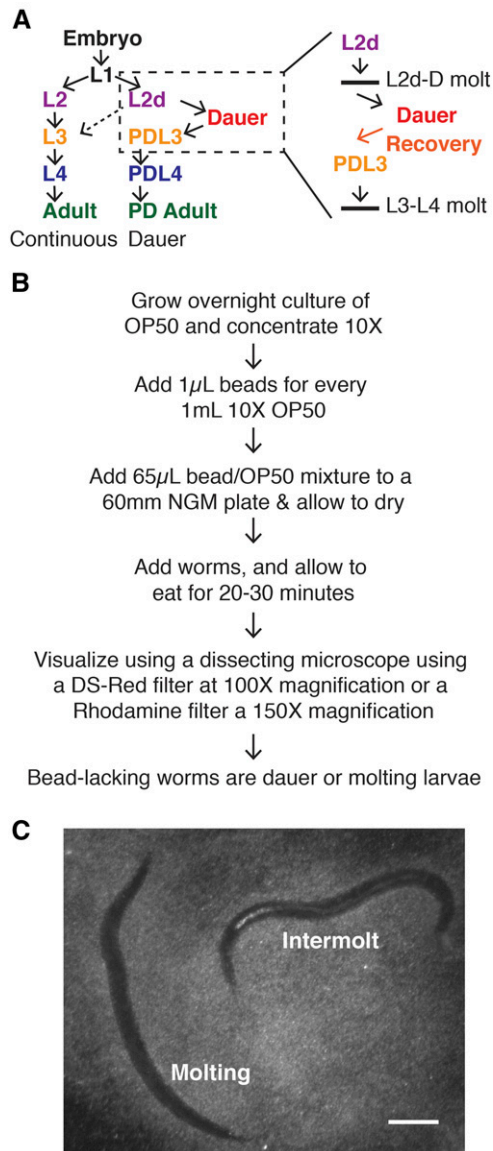 A
Embryo
L1
L2 L2d
L3 PDL3 Dauer
L4 PDL4
Adult PD Adult
Continuous Dauer
L2d
L2d-D molt
Dauer
Recovery
PDL3
L3-L4 molt
B
Grow overnight culture of
OP50 and concentrate 10X
Add 1µL beads for every
1mL 10X OP50
Add 65µL bead/OP50 mixture to a
60mm NGM plate & allow to dry
Add worms, and allow to
eat for 20-30 minutes
Visualize using a dissecting microscope using
a DS-Red filter at 100X magnification or a
Rhodamine filter a 150X magnification
Bead-lacking worms are dauer or molting larvae
C
Intermolt
Molting